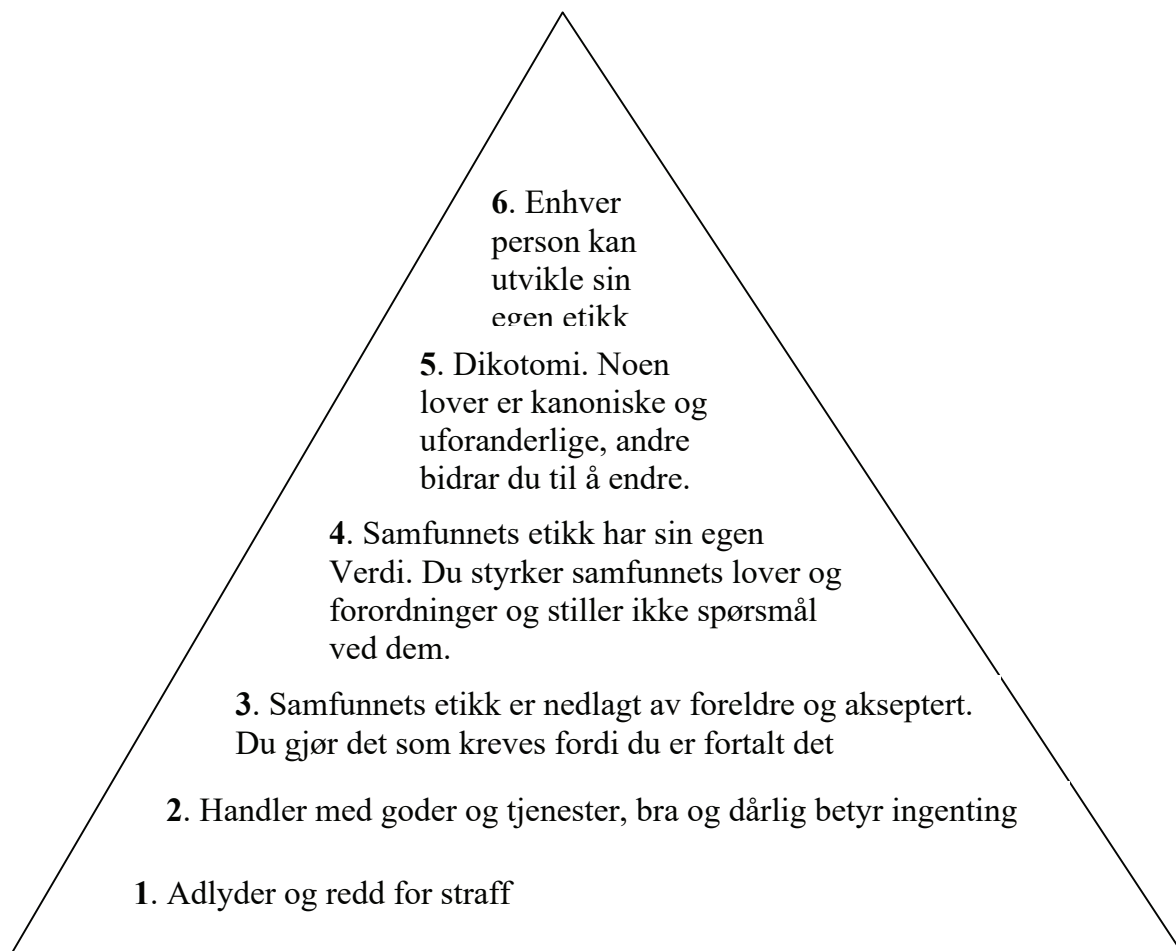 6. Enhver
person kan
utvikle sin
egen etikk
5. Dikotomi. Noen
lover er kanoniske og
uforanderlige, andre
bidrar du til å endre.
4. Samfunnets etikk har sin egen
Verdi. Du styrker samfunnets lover og
forordninger og stiller ikke spørsmål
ved dem.
3. Samfunnets etikk er nedlagt av foreldre og akseptert.
Du gjør det som kreves fordi du er fortalt det
2. Handler med goder og tjenester, bra og dårlig betyr ingenting
1. Adlyder og redd for straff